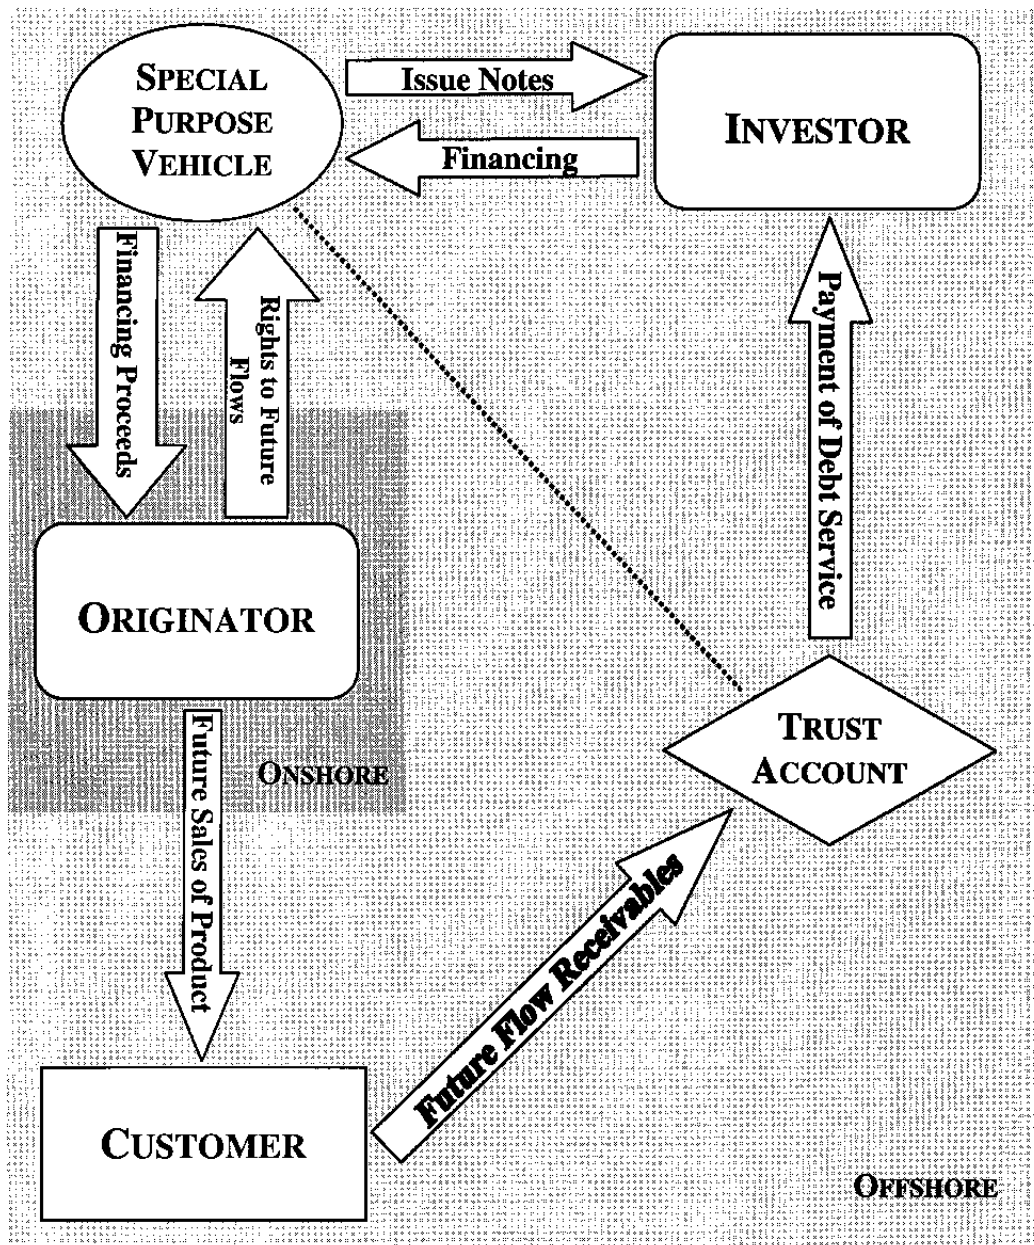 SPECIAL
PURPOSE
VEHICLE
Issue Notes
Financing
INVESTOR
Financing Proceeds
Rights to Future
Flows
Payment of Debt Service
ORIGINATOR
ONSHORE
TRUST
ACCOUNT
Future Sales of Product
Future Flow Receivables
CUSTOMER
OFFSHORE